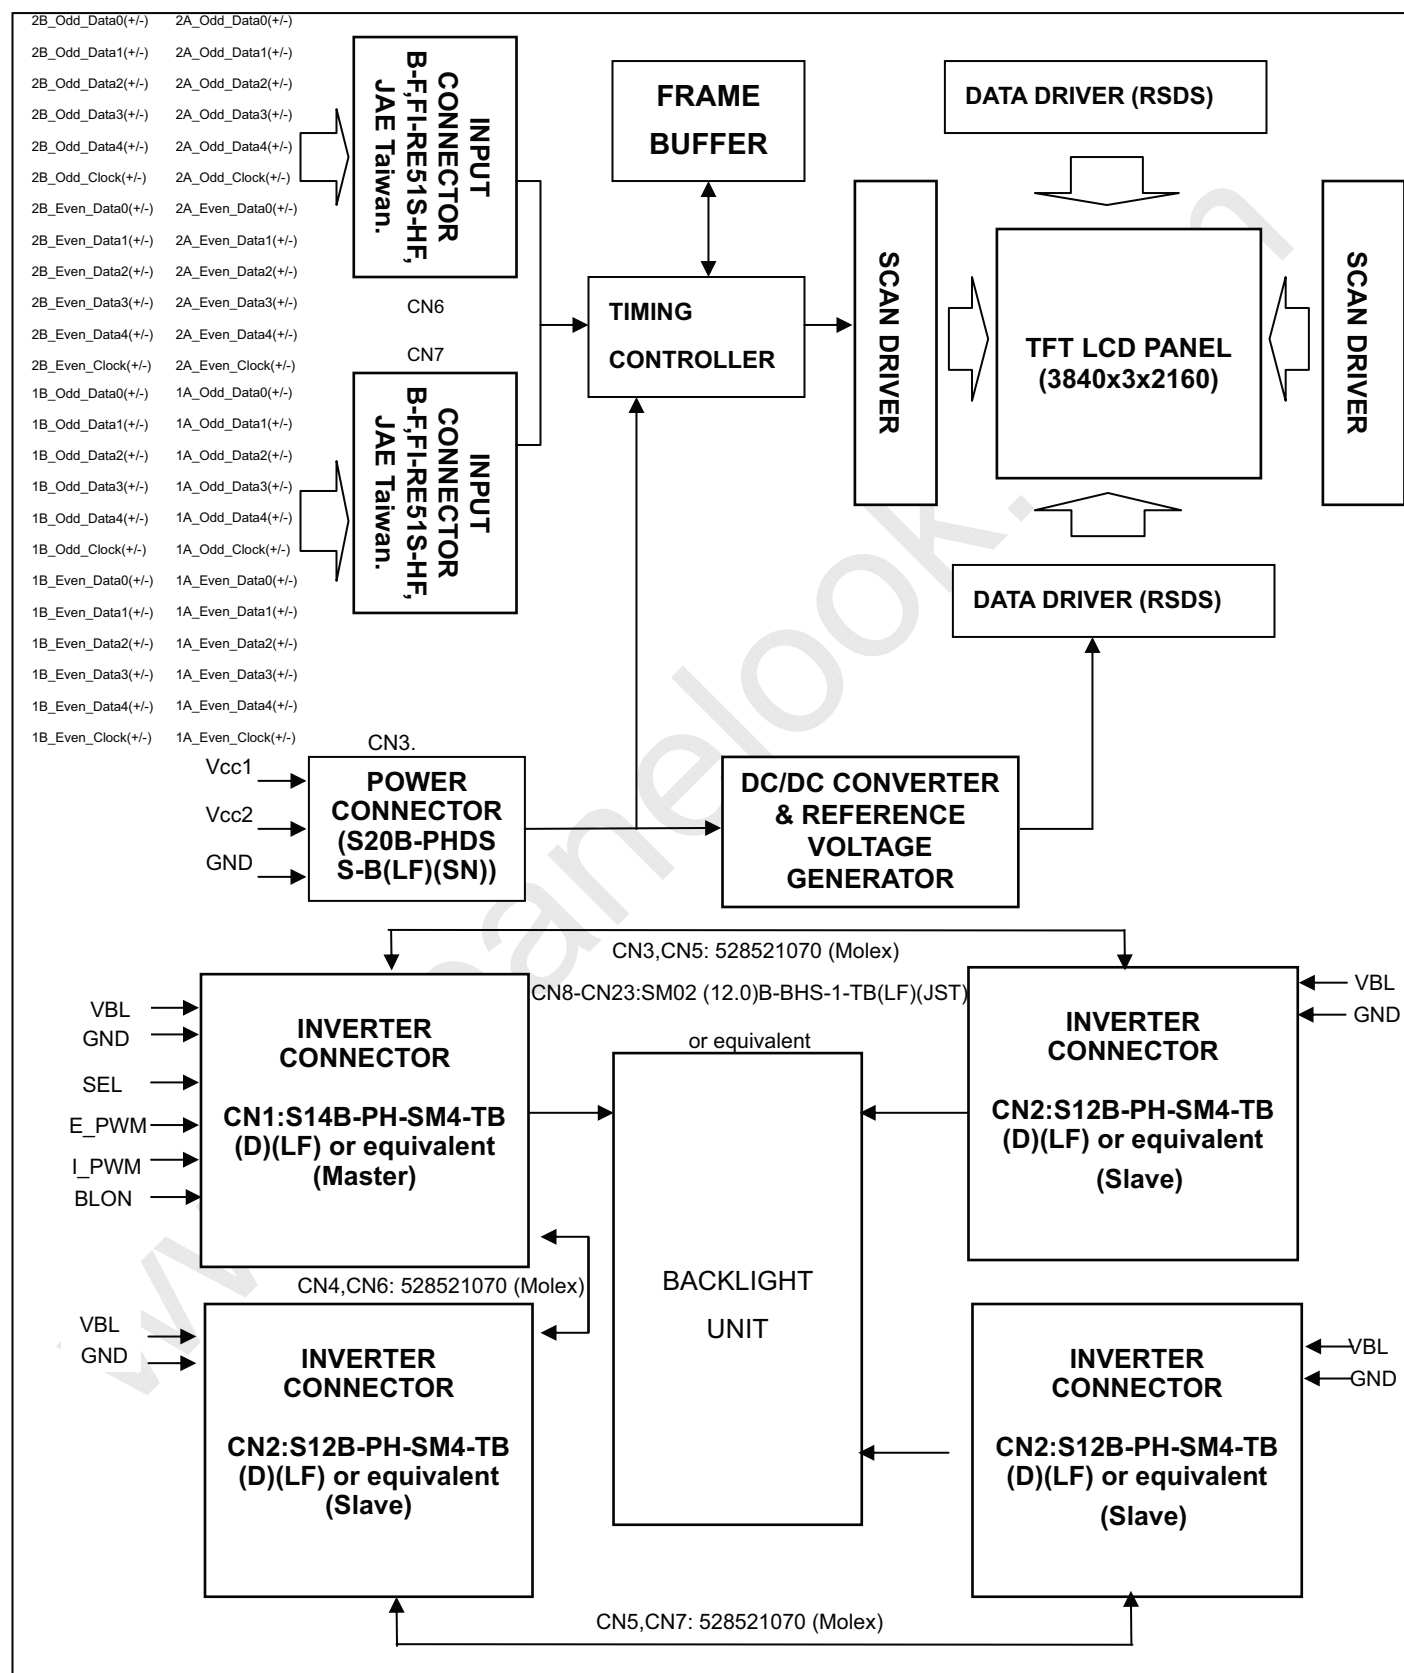 2B_Odd_Data0(+/-) 2A_Odd_Data0(+/-)
2B_Odd_Data1(+/-) 2A_Odd_Data1(+/-)
2B_Odd_Data2(+/-) 2A_Odd_Data2(+/-)
2B_Odd_Data3(+/-) 2A_Odd_Data3(+/-)
2B_Odd_Data4(+/-) 2A_Odd_Data4(+/-)
2B_Odd_Clock(+/-) 2A_Odd_Clock(+/-)
2B_Even_Data0(+/-) 2A_Even_Data0(+/-)
2B_Even_Data1(+/-) 2A_Even_Data1(+/-)
2B_Even_Data2(+/-) 2A_Even_Data2(+/-)
2B_Even_Data3(+/-) 2A_Even_Data3(+/-)
2B_Even_Data4(+/-) 2A_Even_Data4(+/-)
2B_Even_Clock(+/-) 2A_Even_Clock(+/-)
1B_Odd_Data0(+/-) 1A_Odd_Data0(+/-)
1B_Odd_Data1(+/-) 1A_Odd_Data1(+/-)
1B_Odd_Data2(+/-) 1A_Odd_Data2(+/-)
1B_Odd_Data3(+/-) 1A_Odd_Data3(+/-)
1B_Odd_Data4(+/-) 1A_Odd_Data4(+/-)
1B_Odd_Clock(+/-) 1A_Odd_Clock(+/-)
1B_Even_Data0(+/-) 1A_Even_Data0(+/-)
1B_Even_Data1(+/-) 1A_Even_Data1(+/-)
1B_Even_Data2(+/-) 1A_Even_Data2(+/-)
1B_Even_Data3(+/-) 1A_Even_Data3(+/-)
1B_Even_Data4(+/-) 1A_Even_Data4(+/-)
1B_Even_Clock(+/-) 1A_Even_Clock(+/-)
INPUT
CONNECTOR
B-F,FI-RE51S-HF,
JAE Taiwan.
CN6
CN7
INPUT
CONNECTOR
B-F,FI-RE51S-HF,
JAE Taiwan.
FRAME
BUFFER
TIMING
CONTROLLER
DATA DRIVER (RSDS)
SCAN DRIVER
TFT LCD PANEL
(3840x3x2160)
SCAN DRIVER
DATA DRIVER (RSDS)
CN3.
Vcc1
Vcc2
GND
POWER
CONNECTOR
(S20B-PHDS
S-B(LF)(SN))
DC/DC CONVERTER
& REFERENCE
VOLTAGE
GENERATOR
CN3,CN5: 528521070 (Molex)
CN8-CN23:SM02 (12.0)B-BHS-1-TB(LF)(JST)
or equivalent
VBL
GND
SEL
E_PWM
I_PWM
BLON
INVERTER
CONNECTOR
CN1:S14B-PH-SM4-TB
(D)(LF) or equivalent
(Master)
INVERTER
CONNECTOR
CN2:S12B-PH-SM4-TB
(D)(LF) or equivalent
(Slave)
VBL
GND
BACKLIGHT
UNIT
CN4,CN6: 528521070 (Molex)
VBL
GND
INVERTER
CONNECTOR
CN2:S12B-PH-SM4-TB
(D)(LF) or equivalent
(Slave)
INVERTER
CONNECTOR
CN2:S12B-PH-SM4-TB
(D)(LF) or equivalent
(Slave)
VBL
GND
CN5,CN7: 528521070 (Molex)